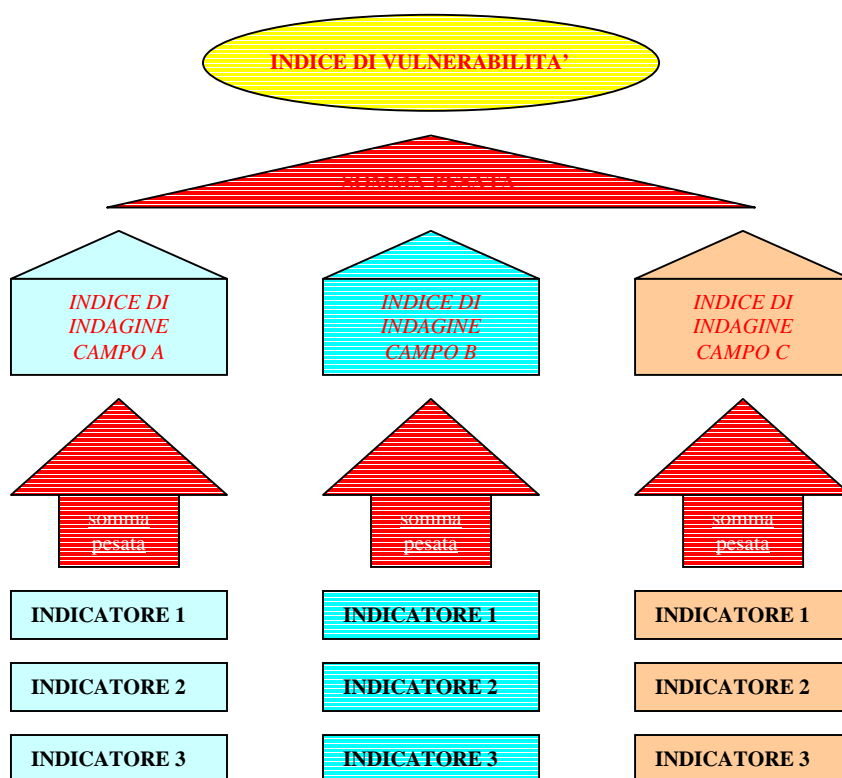 INDICE DI VULNERABILITA’
SOMMA PESATA
INDICE DI
INDAGINE
CAMPO A
INDICE DI
INDAGINE
CAMPO B
INDICE DI
INDAGINE
CAMPO C
somma
pesata
somma
pesata
somma
pesata
INDICATORE 1
INDICATORE 1
INDICATORE 1
INDICATORE 2
INDICATORE 2
INDICATORE 2
INDICATORE 3
INDICATORE 3
INDICATORE 3